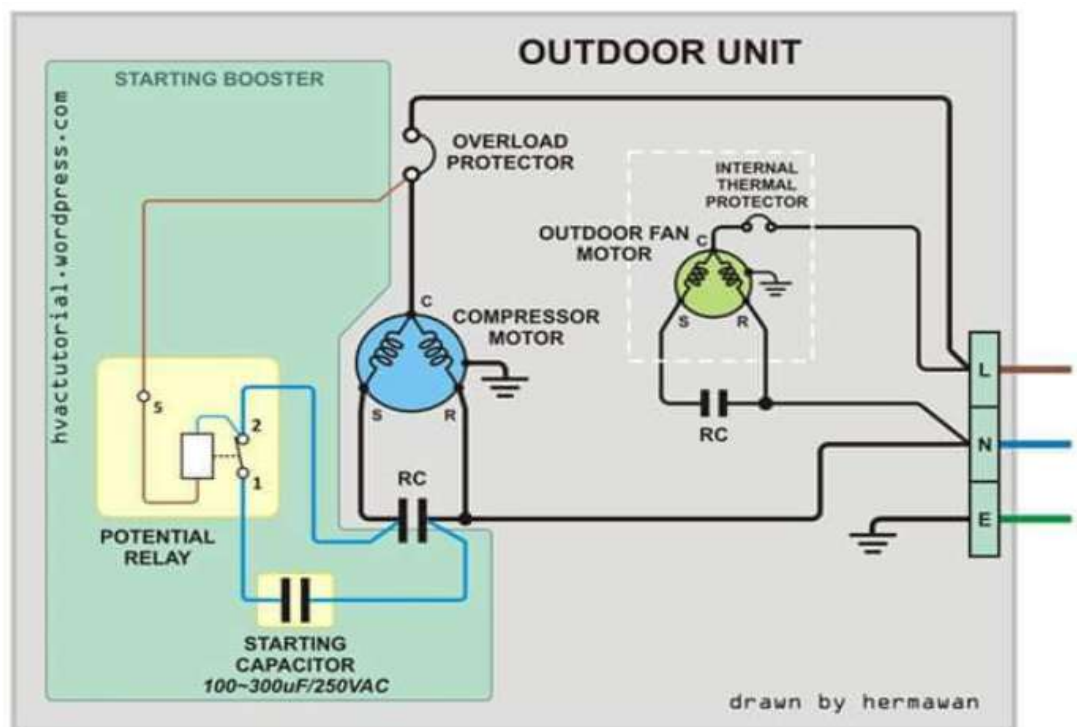 OUTDOOR UNIT
STARTING BOOSTER
hvactutorial.wordpress.com
OVERLOAD
PROTECTOR
INTERNAL
THERMAL
PROTECTOR
OUTDOOR FAN
MOTOR
C
S
R
RC
C
COMPRESSOR
MOTOR
S
R
RC
L
N
E
5
2
1
POTENTIAL
RELAY
STARTING
CAPACITOR
100~300uF/250VAC
drawn by hermawan